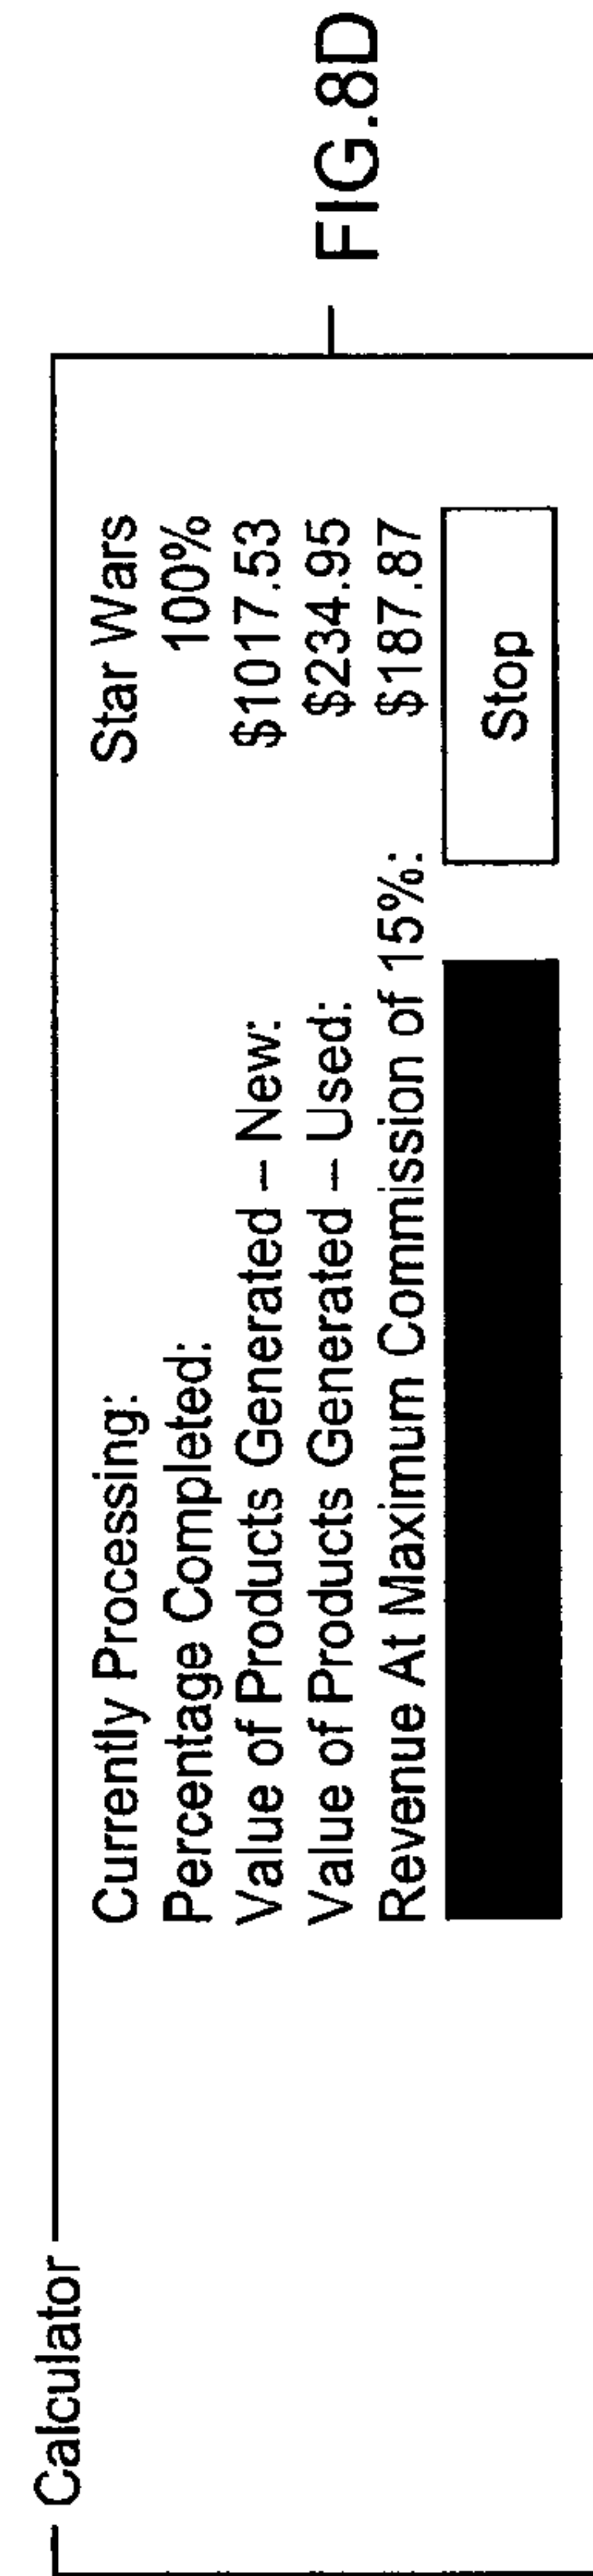 Calculator
Currently Processing: Star Wars
Percentage Completed: 100%
Value of Products Generated – New: $1017.53
Value of Products Generated – Used: $234.95
Revenue At Maximum Commission of 15%: $187.87
Stop
FIG.8D